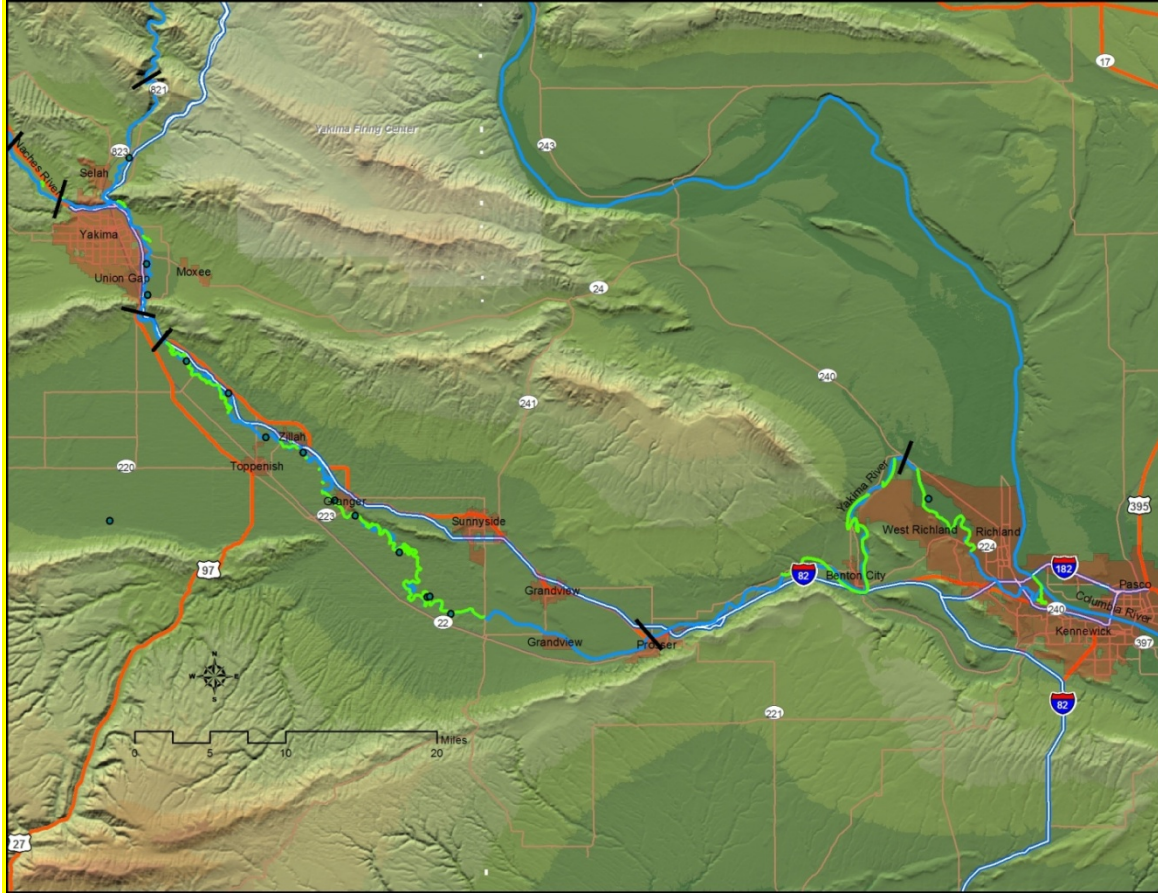 17
821
Yakima Firing Center
243
823
Naches River
Selah
Yakima
Union Gap
Moxee
24
240
241
Zillah
Toppenish
220
Yakima River
Granger
223
Sunnyside
395
West Richland
Richland
224
97
82
Benton City
182
Pasco
Grandview
240
Columbia River
22
Kennewick
Grandview
Prosser
397
N
W
E
S
82
221
Miles
0
5
10
20
27